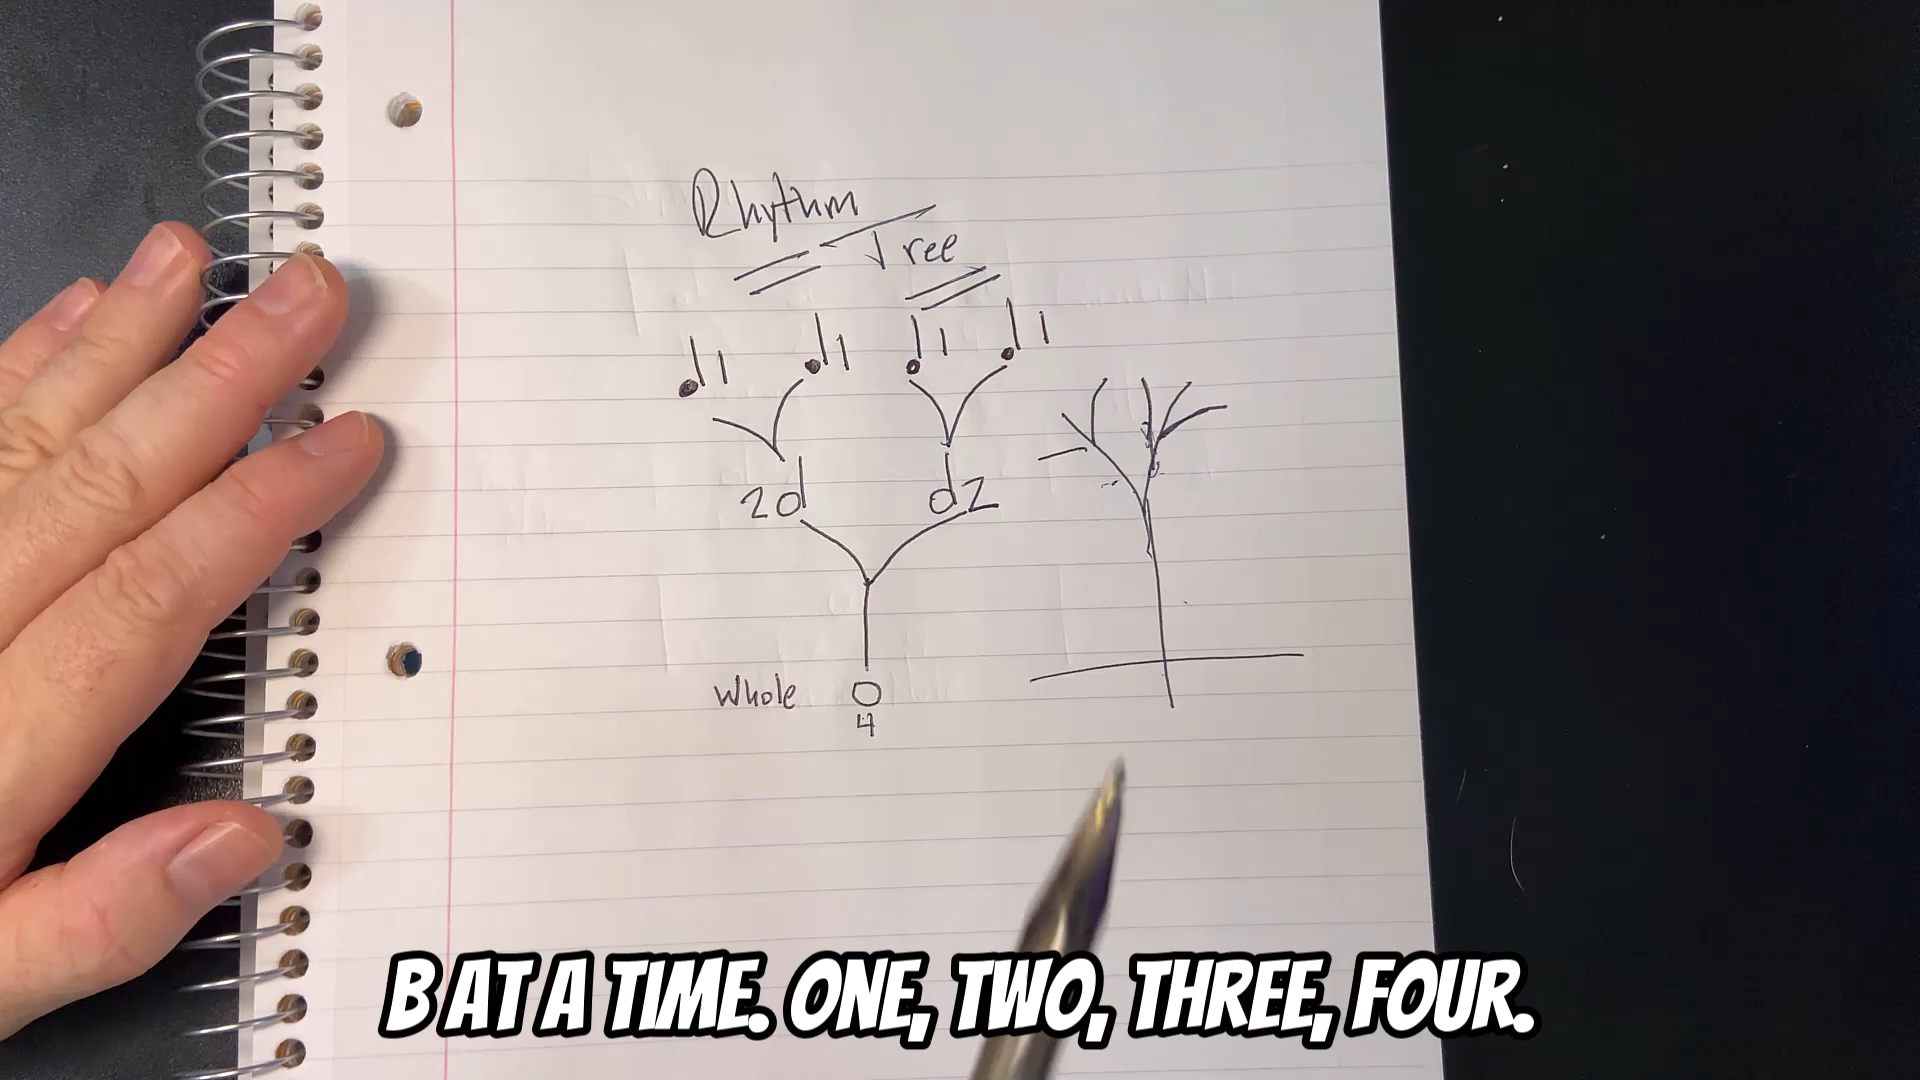 Rhythm
Tree
1 1 1 1
2 2
Whole
4
B AT A TIME. ONE, TWO, THREE, FOUR.